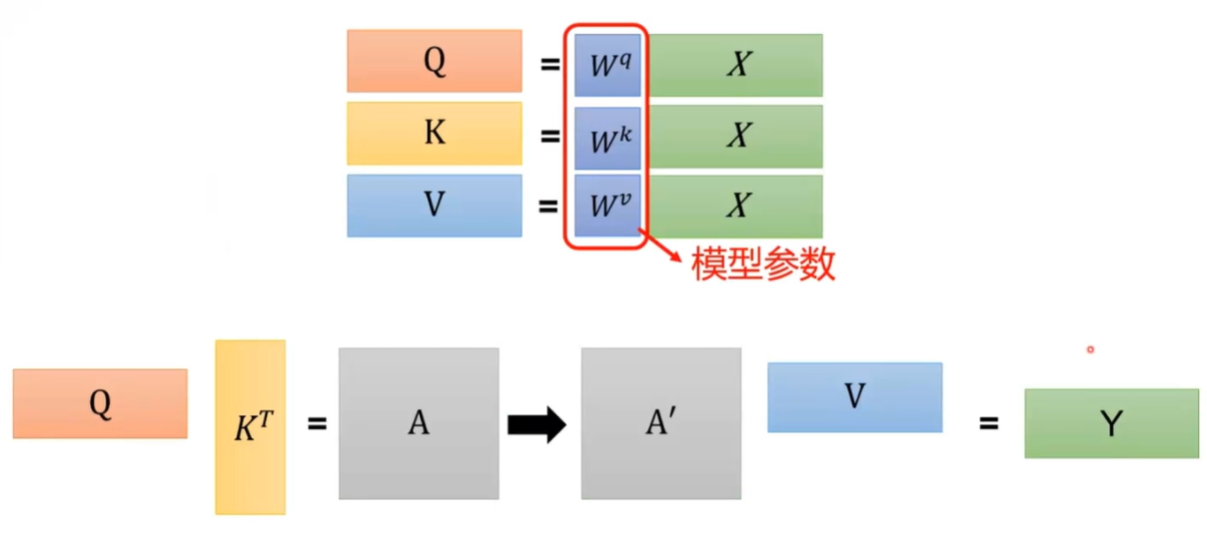 Q = W^q X
K = W^k X
V = W^v X
模型参数
Q K^T = A A′ V = Y